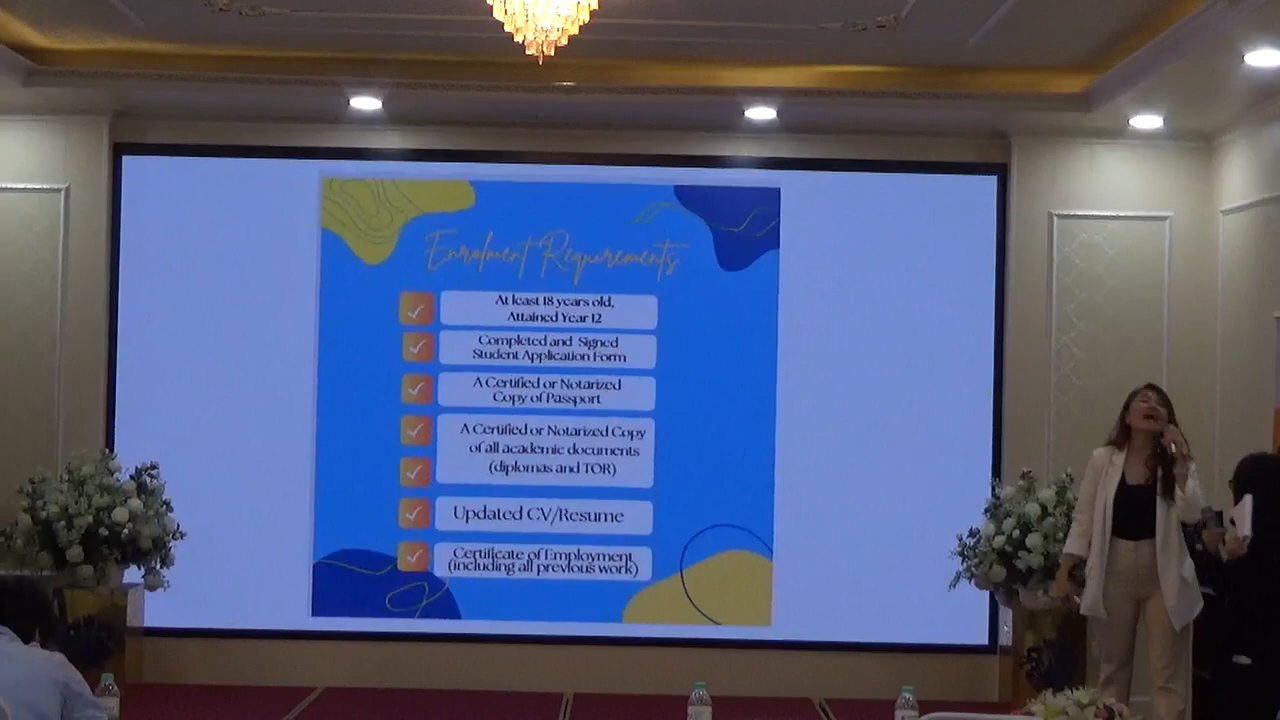 Enrolment Requirements
At least 18 years old,
Attained Year 12
Completed and Signed
Student Application Form
A Certified or Notarized
Copy of Passport
A Certified or Notarized Copy
of all academic documents
(diplomas and TOR)
Updated CV/Resume
Certificate of Employment
(including all previous work)